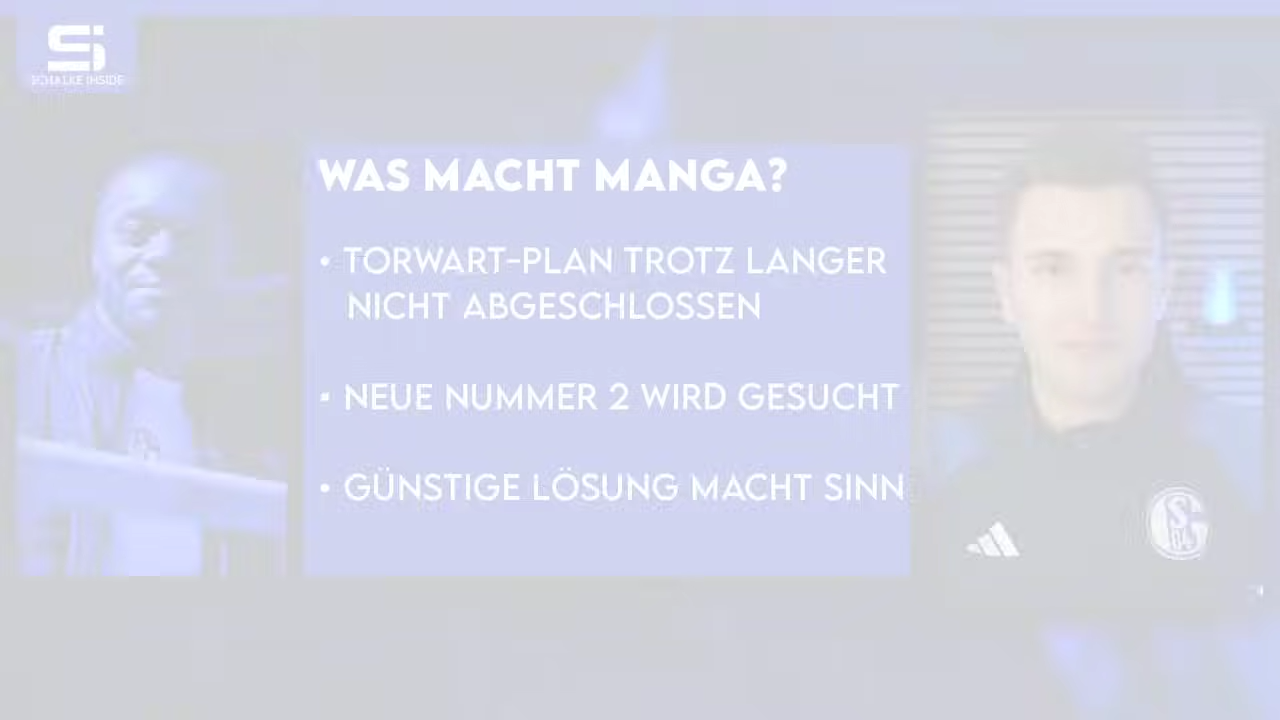 SCHALKE INSIDE
WAS MACHT MANGA?
• TORWART-PLAN TROTZ LANGER
NICHT ABGESCHLOSSEN
• NEUE NUMMER 2 WIRD GESUCHT
• GÜNSTIGE LÖSUNG MACHT SINN
S
04